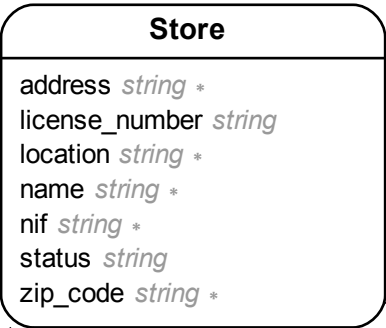 Store
address string *
license_number string
location string *
name string *
nif string *
status string
zip_code string *